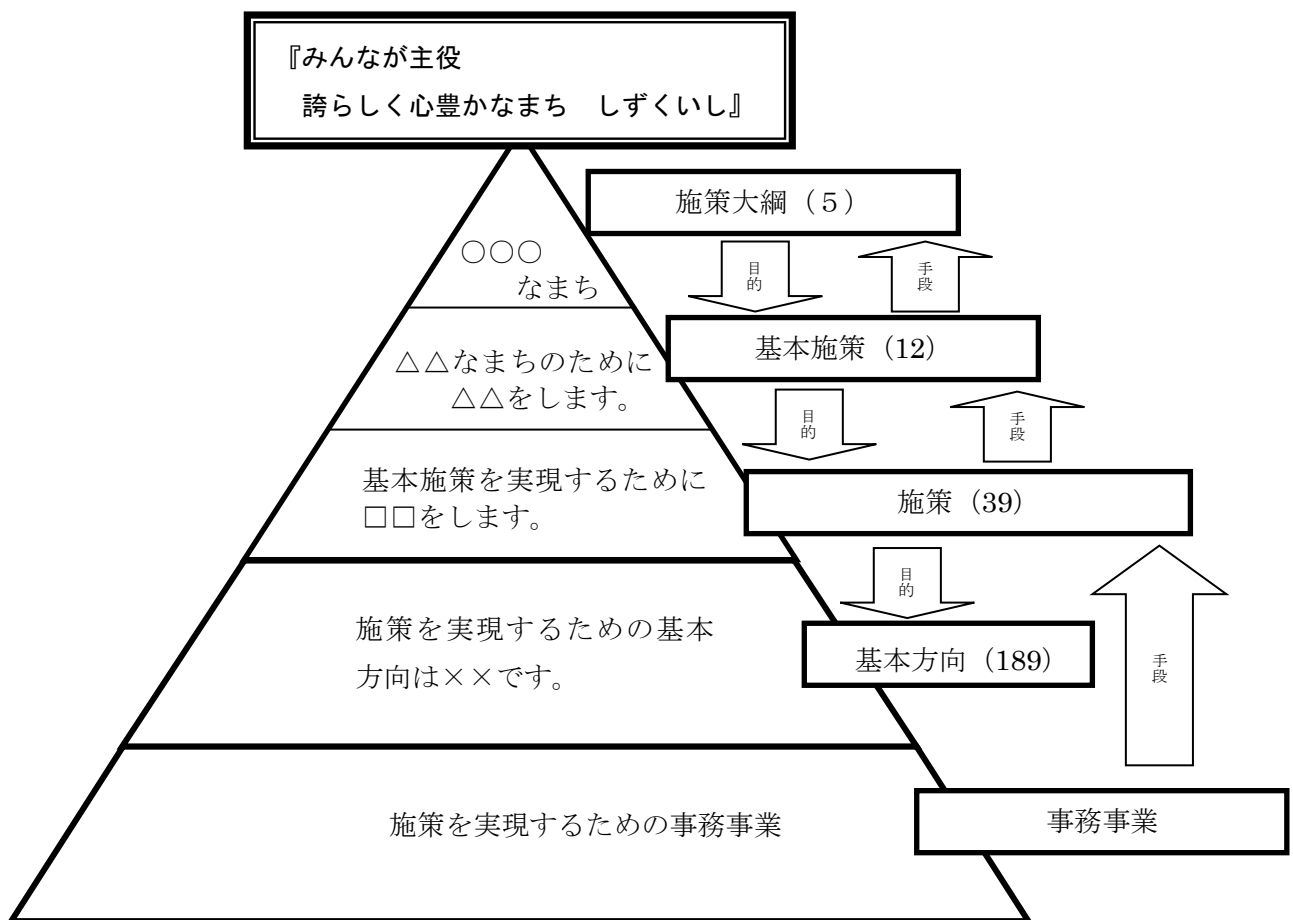 『みんなが主役
誇らしく心豊かなまち　しずくいし』
施策大綱（５）
○○○
なまち
目的
手段
基本施策（12）
△△なまちのために
△△をします。
目的
手段
基本施策を実現するために
□□をします。
施策（39）
目的
手段
施策を実現するための基本
方向は××です。
基本方向（189）
施策を実現するための事務事業
事務事業